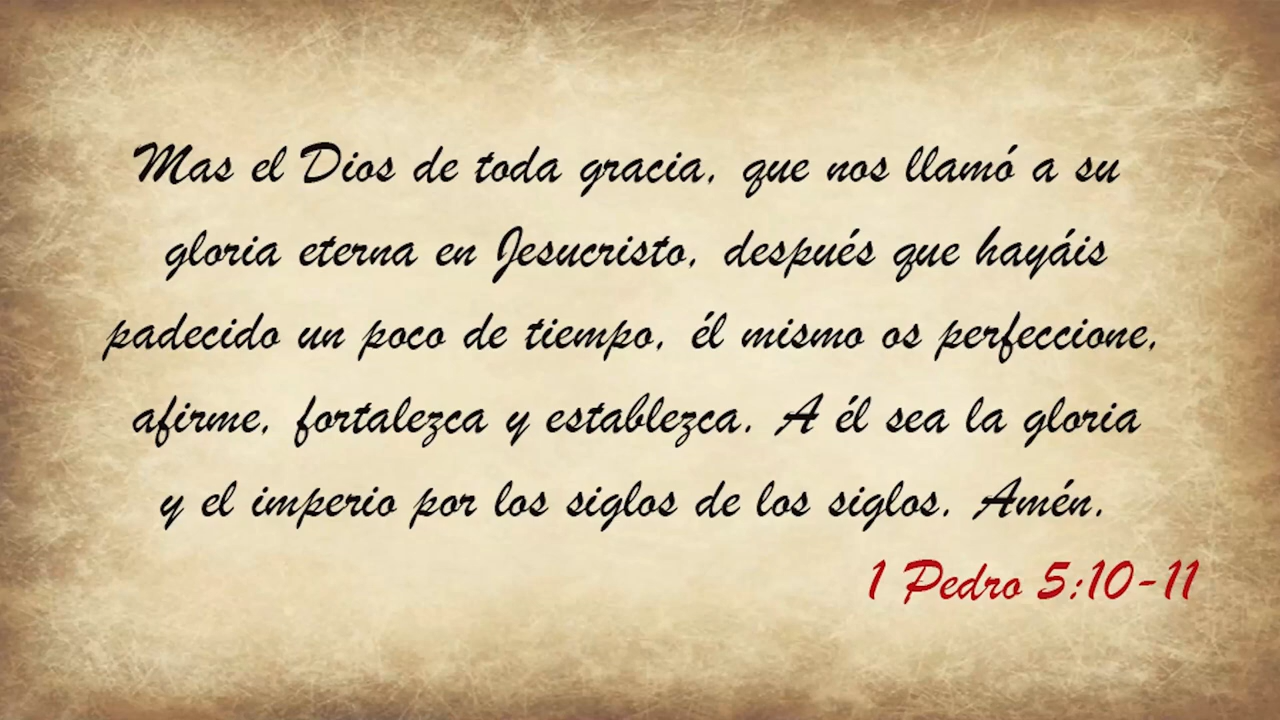 Mas el Dios de toda gracia, que nos llamó a su
gloria eterna en Jesucristo, después que hayáis
padecido un poco de tiempo, él mismo os perfeccione,
afirme, fortalezca y establezca. A él sea la gloria
y el imperio por los siglos de los siglos. Amén.
1 Pedro 5:10-11